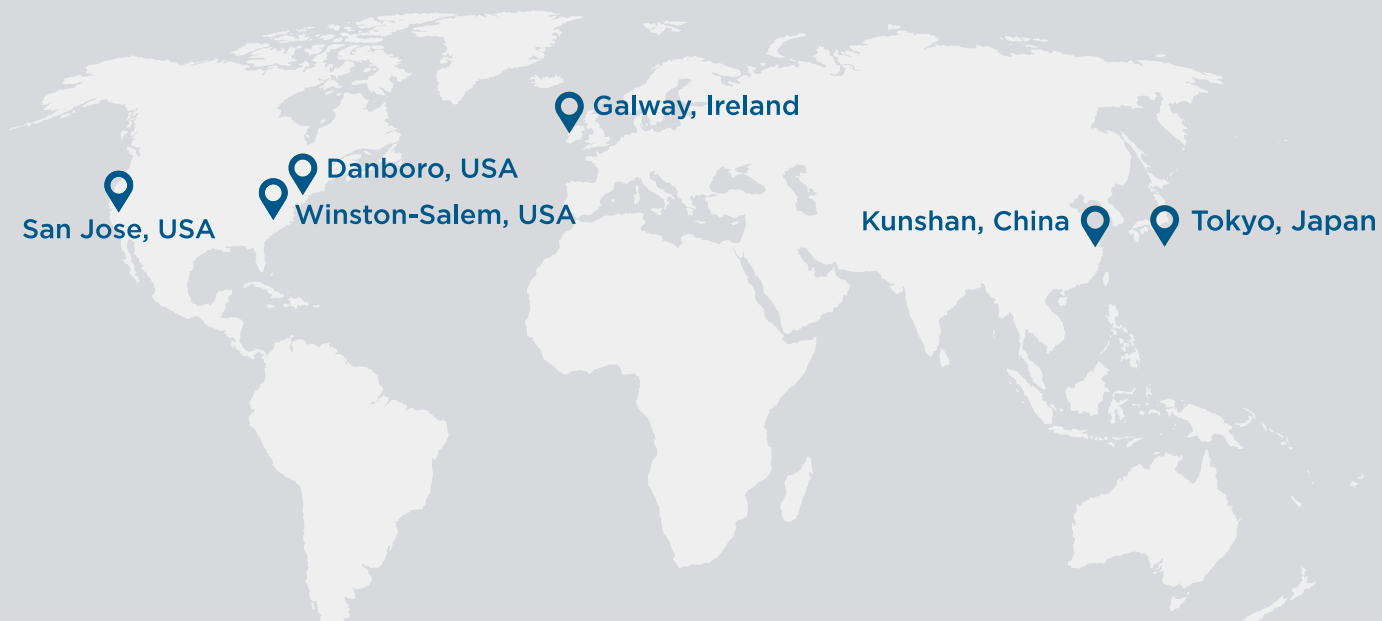 Galway, Ireland
Danboro, USA
Winston-Salem, USA
San Jose, USA
Kunshan, China
Tokyo, Japan